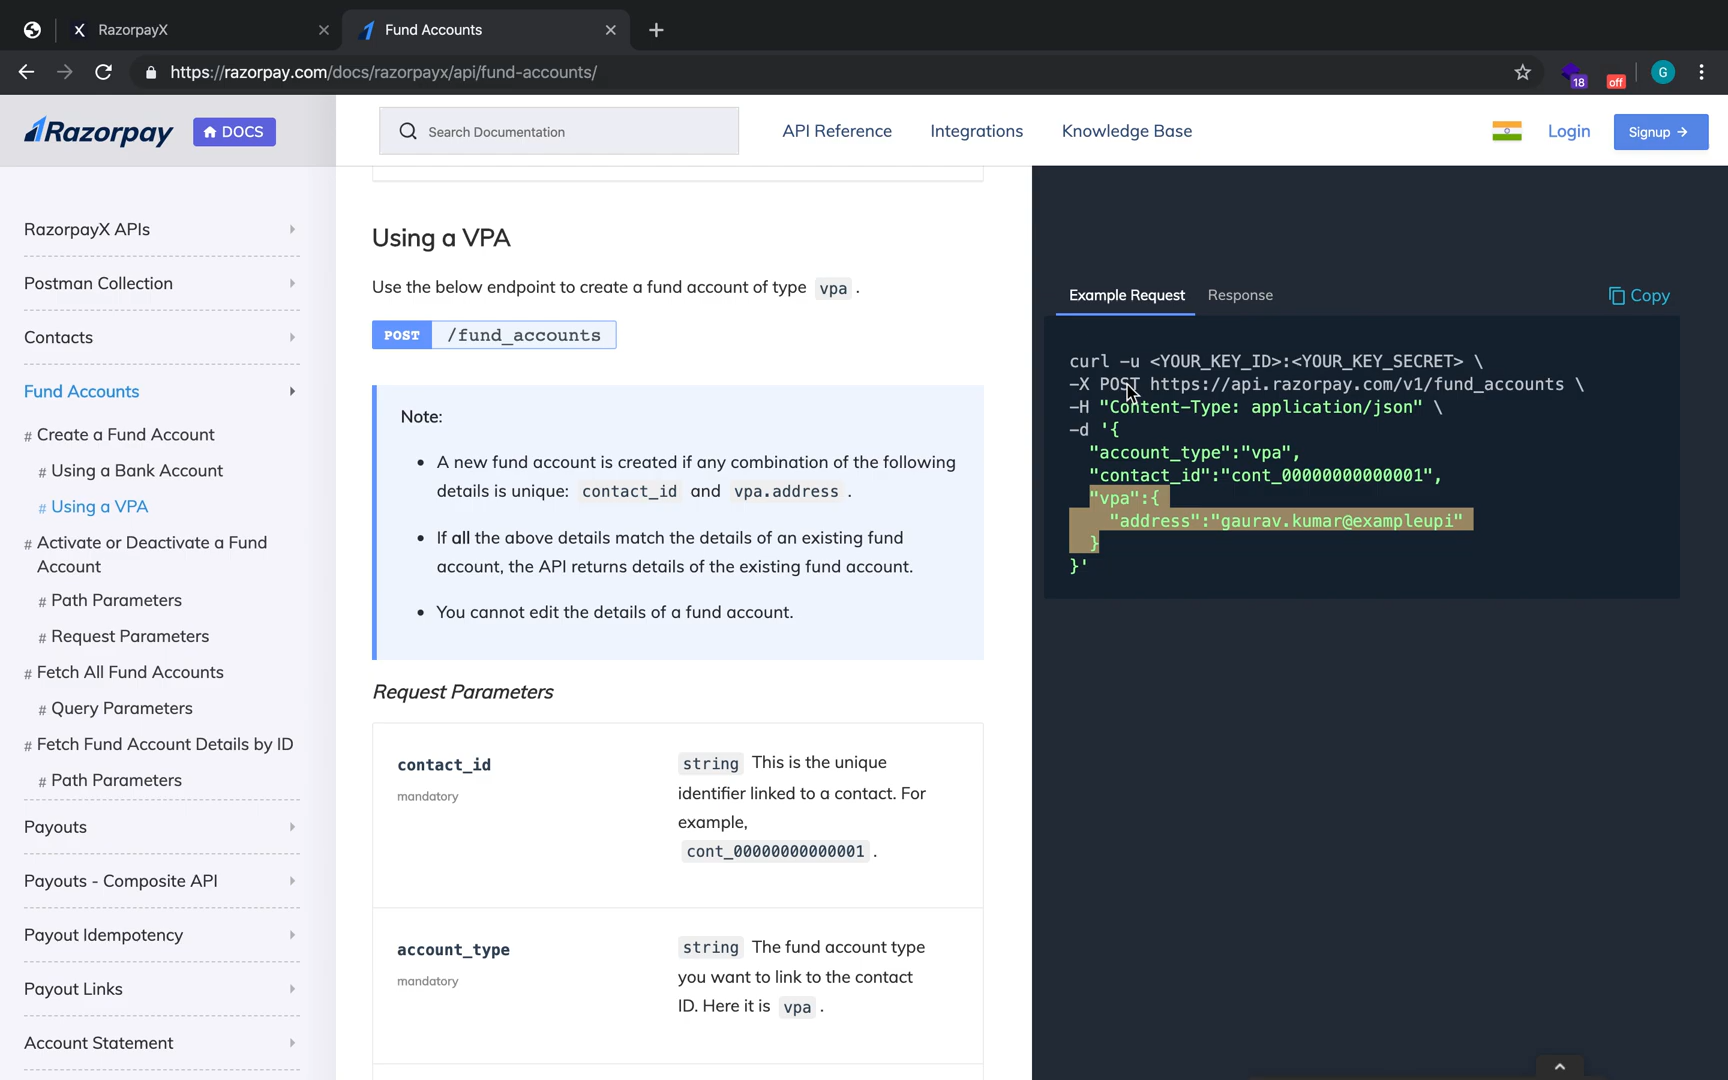 RazorpayX
Fund Accounts
https://razorpay.com/docs/razorpayx/api/fund-accounts/
18
off
G
Razorpay
DOCS
Search Documentation
API Reference
Integrations
Knowledge Base
Login
Signup →
RazorpayX APIs
Postman Collection
Contacts
Fund Accounts
# Create a Fund Account
# Using a Bank Account
# Using a VPA
# Activate or Deactivate a Fund
Account
# Path Parameters
# Request Parameters
# Fetch All Fund Accounts
# Query Parameters
# Fetch Fund Account Details by ID
# Path Parameters
Payouts
Payouts - Composite API
Payout Idempotency
Payout Links
Account Statement
Using a VPA
Use the below endpoint to create a fund account of type vpa .
POST /fund_accounts
Note:
• A new fund account is created if any combination of the following
details is unique: contact_id and vpa.address .
• If all the above details match the details of an existing fund
account, the API returns details of the existing fund account.
• You cannot edit the details of a fund account.
Request Parameters
contact_id
mandatory
string This is the unique
identifier linked to a contact. For
example,
cont_00000000000001 .
account_type
mandatory
string The fund account type
you want to link to the contact
ID. Here it is vpa .
Example Request
Response
Copy
curl -u <YOUR_KEY_ID>:<YOUR_KEY_SECRET> \
-X POST https://api.razorpay.com/v1/fund_accounts \
-H "Content-Type: application/json" \
-d '{
"account_type":"vpa",
"contact_id":"cont_00000000000001",
"vpa":{
"address":"gaurav.kumar@exampleupi"
}
}'